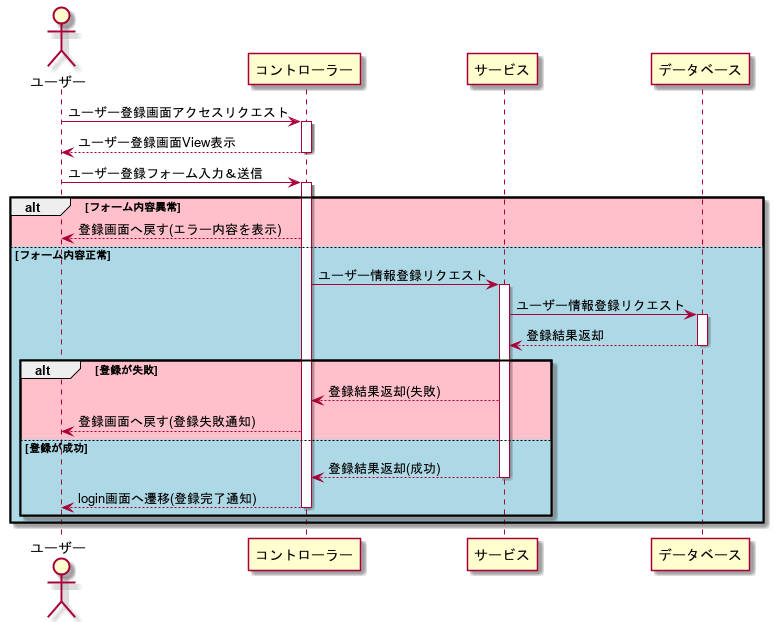 ユーザー
コントローラー
サービス
データベース
ユーザー登録画面アクセスリクエスト
ユーザー登録画面View表示
ユーザー登録フォーム入力＆送信
alt [フォーム内容異常]
登録画面へ戻す(エラー内容を表示)
[フォーム内容正常]
ユーザー情報登録リクエスト
ユーザー情報登録リクエスト
登録結果返却
alt [登録が失敗]
登録結果返却(失敗)
登録画面へ戻す(登録失敗通知)
[登録が成功]
登録結果返却(成功)
login画面へ遷移(登録完了通知)
ユーザー
コントローラー
サービス
データベース